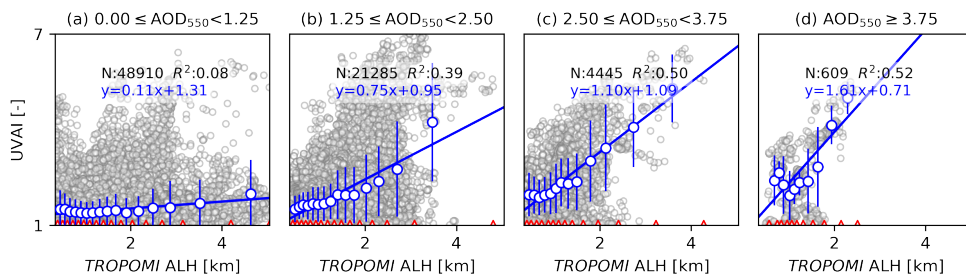 (a) 0.00 ≤ AOD₅₅₀<1.25
(b) 1.25 ≤ AOD₅₅₀<2.50
(c) 2.50 ≤ AOD₅₅₀<3.75
(d) AOD₅₅₀ ≥ 3.75
7
UVAI [-]
1
N:48910 R²:0.08
y=0.11x+1.31
N:21285 R²:0.39
y=0.75x+0.95
N:4445 R²:0.50
y=1.10x+1.09
N:609 R²:0.52
y=1.61x+0.71
2 4
2 4
2 4
2 4
TROPOMI ALH [km]
TROPOMI ALH [km]
TROPOMI ALH [km]
TROPOMI ALH [km]